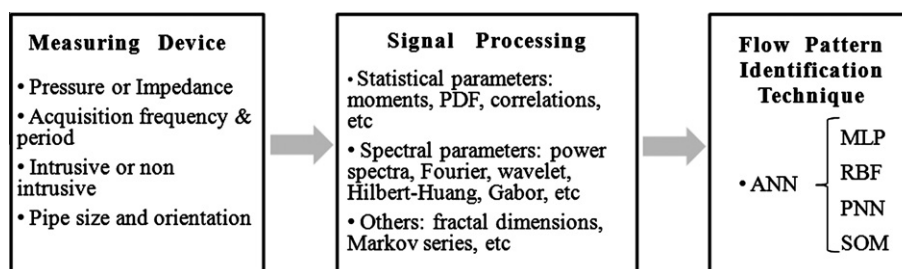 Measuring Device
• Pressure or Impedance
• Acquisition frequency &
period
• Intrusive or non
intrusive
• Pipe size and orientation
Signal Processing
• Statistical parameters:
moments, PDF, correlations,
etc
• Spectral parameters: power
spectra, Fourier, wavelet,
Hilbert-Huang, Gabor, etc
• Others: fractal dimensions,
Markov series, etc
Flow Pattern
Identification
Technique
• ANN
MLP
RBF
PNN
SOM